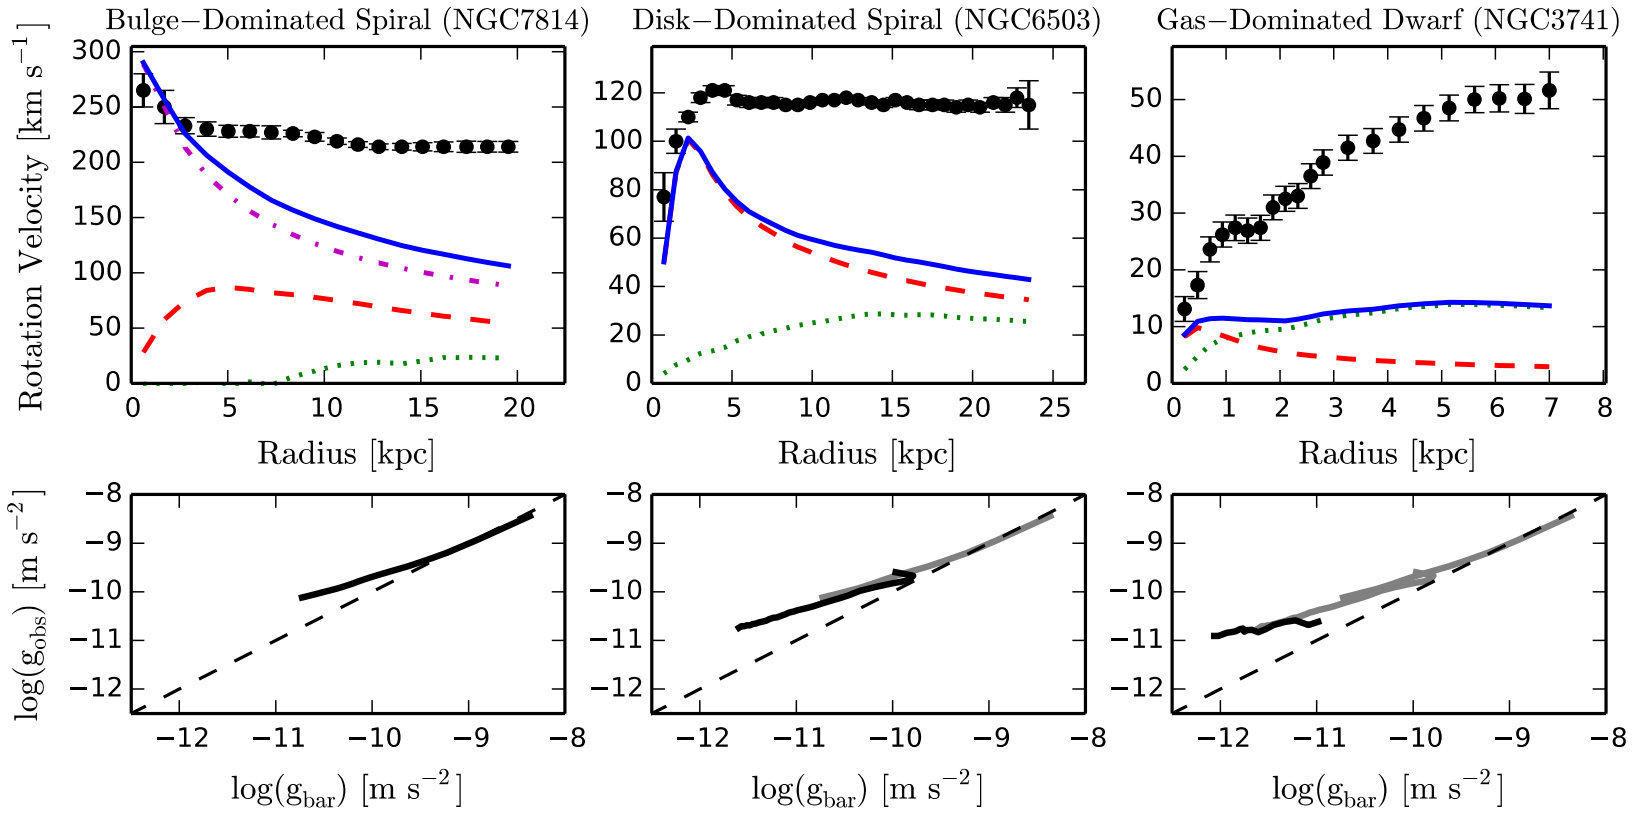 Bulge−Dominated Spiral (NGC7814)
Disk−Dominated Spiral (NGC6503)
Gas−Dominated Dwarf (NGC3741)
Rotation Velocity [km s⁻¹]
300
250
200
150
100
50
0
0 5 10 15 20
Radius [kpc]
120
100
80
60
40
20
0
0 5 10 15 20 25
Radius [kpc]
50
40
30
20
10
0
0 1 2 3 4 5 6 7 8
Radius [kpc]
log(g_obs) [m s⁻²]
−8
−9
−10
−11
−12
−12 −11 −10 −9 −8
log(g_bar) [m s⁻²]
−8
−9
−10
−11
−12
−12 −11 −10 −9 −8
log(g_bar) [m s⁻²]
−8
−9
−10
−11
−12
−12 −11 −10 −9 −8
log(g_bar) [m s⁻²]